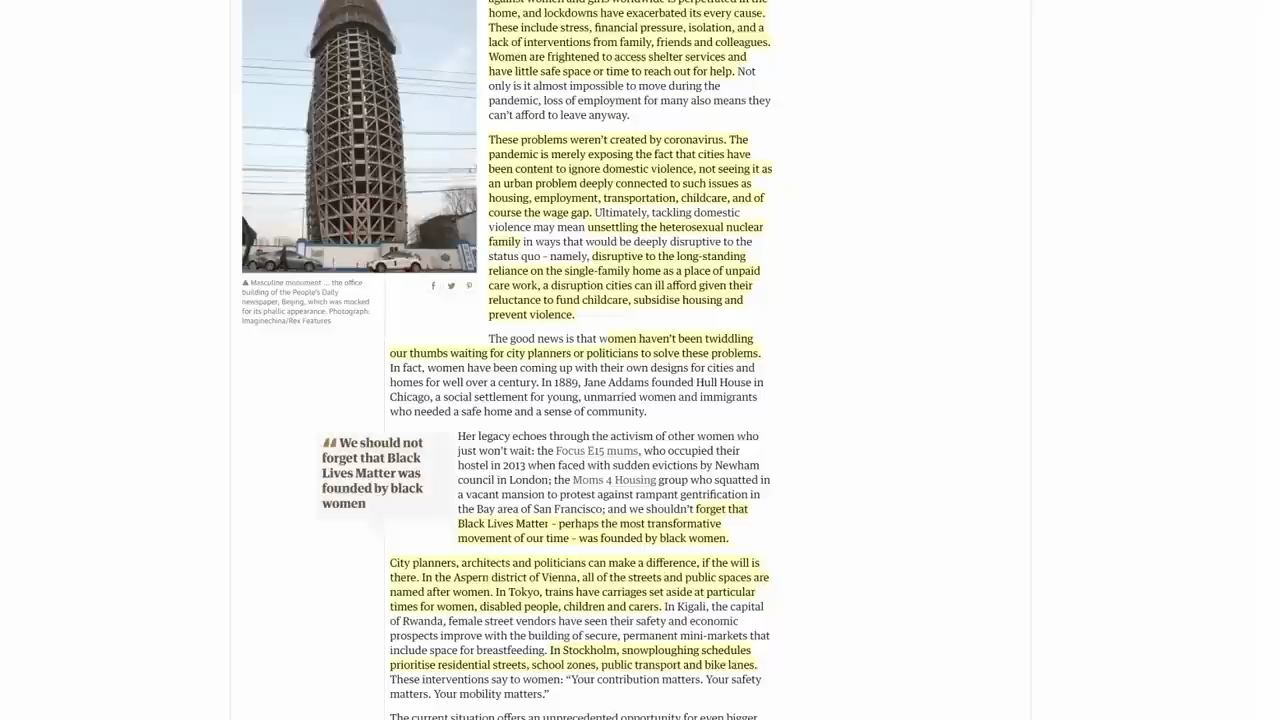 against women and girls worldwide is perpetrated in the
home, and lockdowns have exacerbated its every cause.
These include stress, financial pressure, isolation, and a
lack of interventions from family, friends and colleagues.
Women are frightened to access shelter services and
have little safe space or time to reach out for help. Not
only is it almost impossible to move during the
pandemic, loss of employment for many also means they
can't afford to leave anyway.
These problems weren't created by coronavirus. The
pandemic is merely exposing the fact that cities have
been content to ignore domestic violence, not seeing it as
an urban problem deeply connected to such issues as
housing, employment, transportation, childcare, and of
course the wage gap. Ultimately, tackling domestic
violence may mean unsettling the heterosexual nuclear
family in ways that would be deeply disruptive to the
status quo – namely, disruptive to the long-standing
reliance on the single-family home as a place of unpaid
care work, a disruption cities can ill afford given their
reluctance to fund childcare, subsidise housing and
prevent violence.
Masculine monument … the office
building of the People's Daily
newspaper, Beijing, which was mocked
for its phallic appearance. Photograph:
Imaginechina/Rex Features
The good news is that women haven't been twiddling
our thumbs waiting for city planners or politicians to solve these problems.
In fact, women have been coming up with their own designs for cities and
homes for well over a century. In 1889, Jane Addams founded Hull House in
Chicago, a social settlement for young, unmarried women and immigrants
who needed a safe home and a sense of community.
We should not
forget that Black
Lives Matter was
founded by black
women
Her legacy echoes through the activism of other women who
just won't wait: the Focus E15 mums, who occupied their
hostel in 2013 when faced with sudden evictions by Newham
council in London; the Moms 4 Housing group who squatted in
a vacant mansion to protest against rampant gentrification in
the Bay area of San Francisco; and we shouldn't forget that
Black Lives Matter – perhaps the most transformative
movement of our time – was founded by black women.
City planners, architects and politicians can make a difference, if the will is
there. In the Aspern district of Vienna, all of the streets and public spaces are
named after women. In Tokyo, trains have carriages set aside at particular
times for women, disabled people, children and carers. In Kigali, the capital
of Rwanda, female street vendors have seen their safety and economic
prospects improve with the building of secure, permanent mini-markets that
include space for breastfeeding. In Stockholm, snowploughing schedules
prioritise residential streets, school zones, public transport and bike lanes.
These interventions say to women: "Your contribution matters. Your safety
matters. Your mobility matters."
The current situation offers an unprecedented opportunity for even bigger